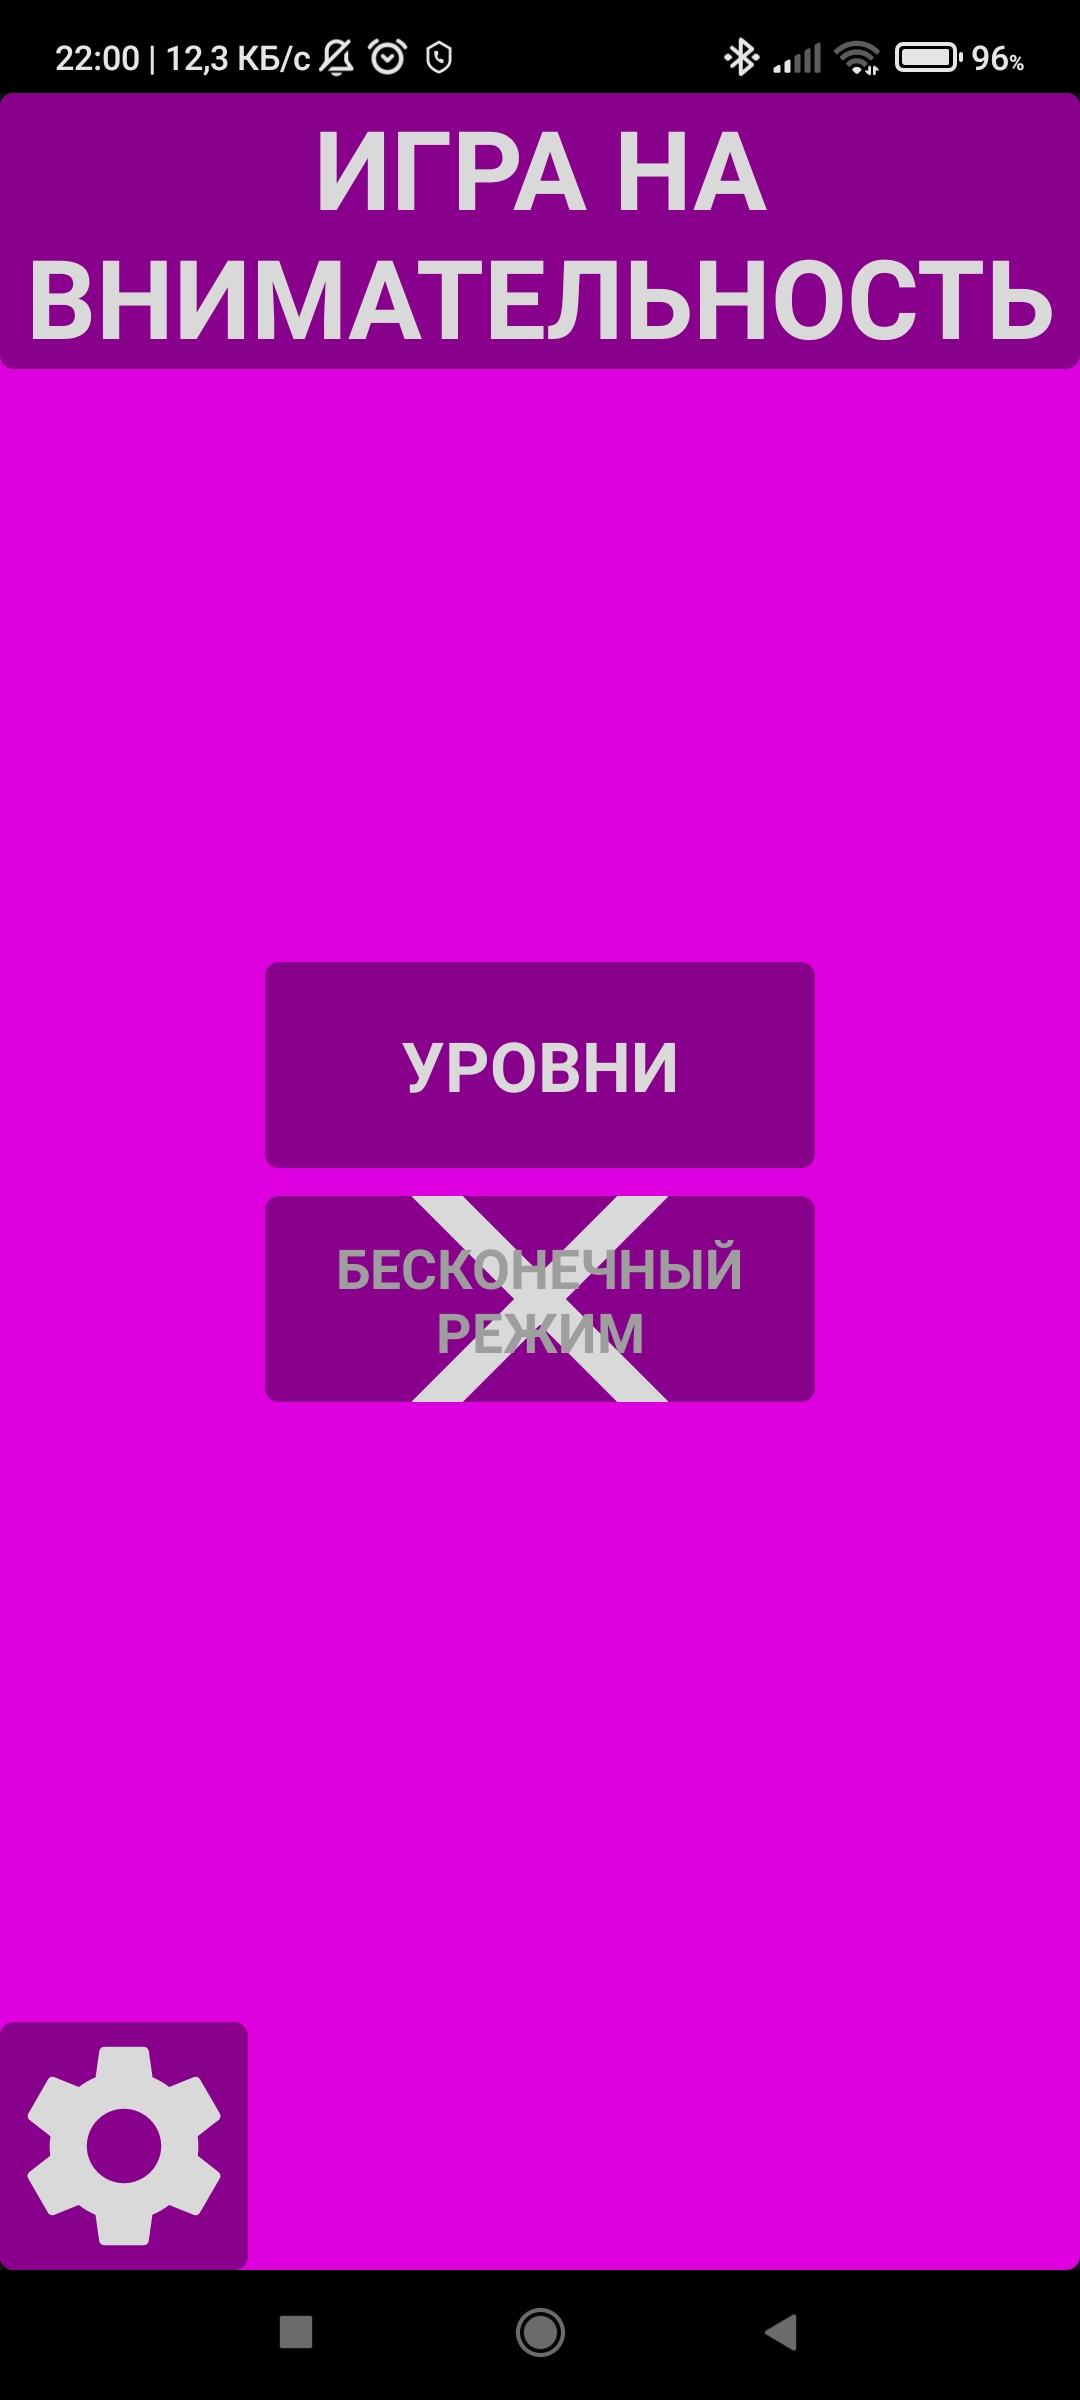 22:00 | 12,3 КБ/с 96%
ИГРА НА
ВНИМАТЕЛЬНОСТЬ
УРОВНИ
БЕСКОНЕЧНЫЙ
РЕЖИМ